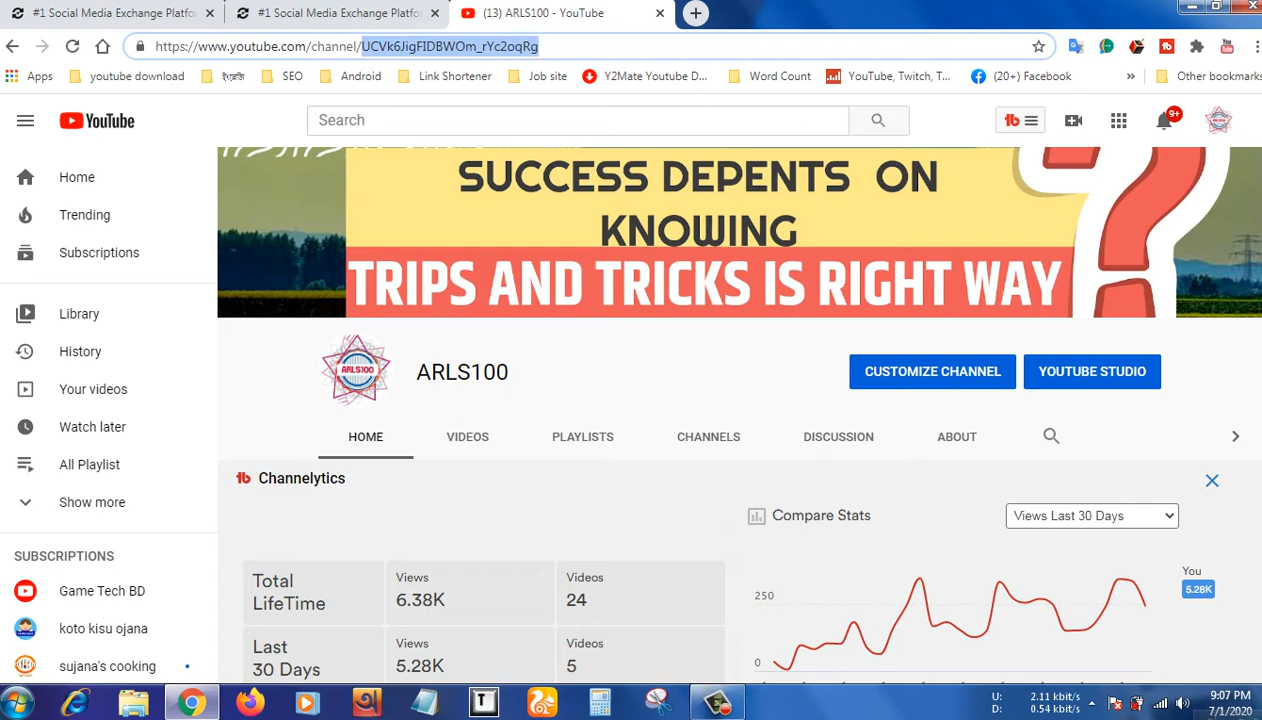 #1 Social Media Exchange Platfo
#1 Social Media Exchange Platfo
(13) ARLS100 - YouTube
https://www.youtube.com/channel/UCVk6JigFIDBWOm_rYc2oqRg
Apps
youtube download
ইংরেজি
SEO
Android
Link Shortener
Job site
Y2Mate Youtube D...
Word Count
YouTube, Twitch, T...
(20+) Facebook
»
Other bookmarks
YouTube
Search
tb
9+
Home
Trending
Subscriptions
Library
History
Your videos
Watch later
All Playlist
Show more
SUBSCRIPTIONS
Game Tech BD
koto kisu ojana
sujana's cooking
SUCCESS DEPENTS ON
KNOWING
TRIPS AND TRICKS IS RIGHT WAY
?
ARLS100
ARLS100
CUSTOMIZE CHANNEL
YOUTUBE STUDIO
HOME
VIDEOS
PLAYLISTS
CHANNELS
DISCUSSION
ABOUT
tb Channelytics
Compare Stats
Views Last 30 Days
Total
LifeTime
Views
6.38K
Videos
24
Last
30 Days
Views
5.28K
Videos
5
250
0
You
5.28K
T
অ
U: 2.11 kbit/s
D: 0.54 kbit/s
9:07 PM
7/1/2020